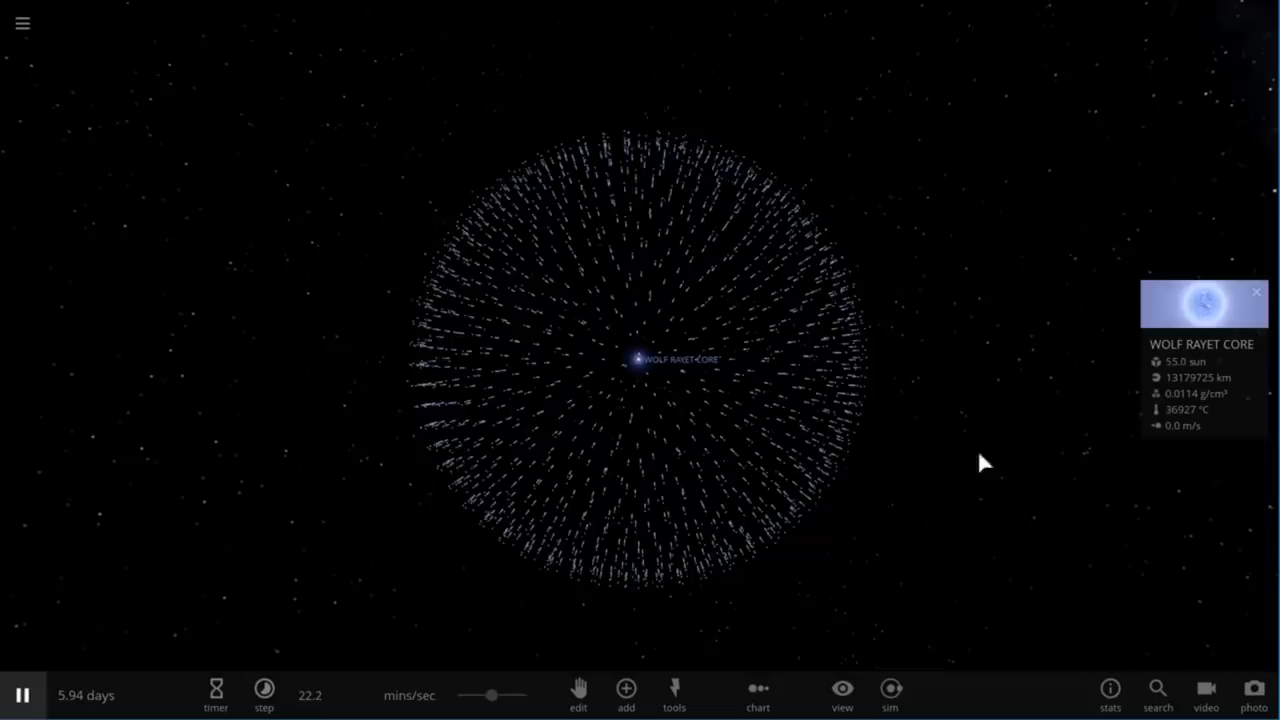 WOLF RAYET CORE
WOLF RAYET CORE
55.0 sun
13179725 km
0.0114 g/cm³
36927 °C
0.0 m/s
5.94 days
timer
step
22.2
mins/sec
edit
add
tools
chart
view
sim
stats
search
video
photo